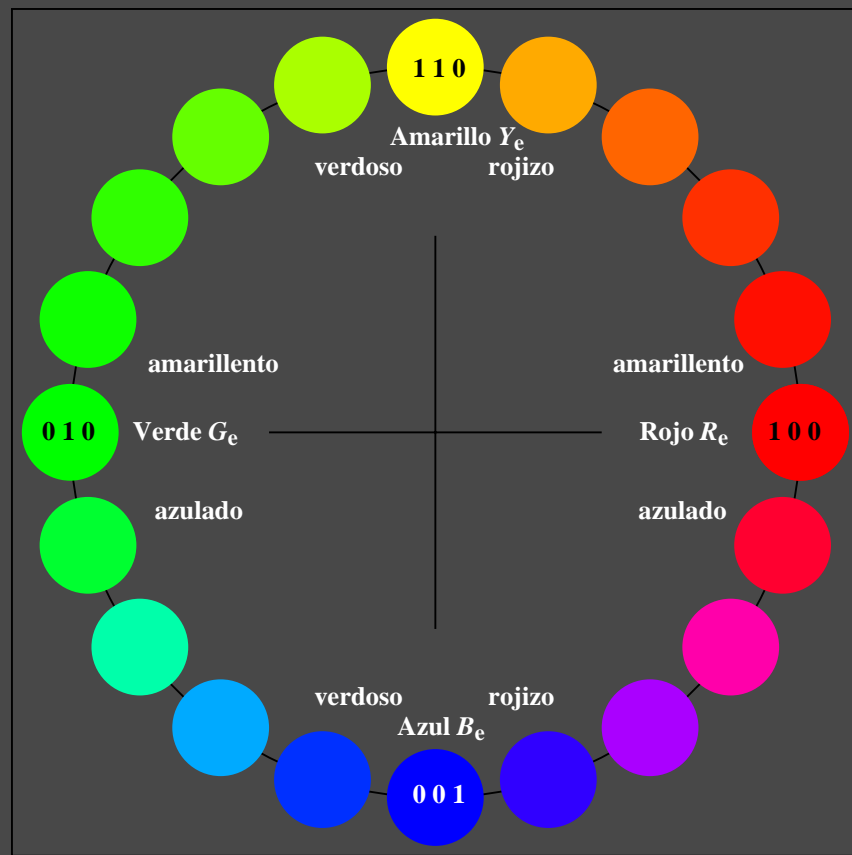 1 1 0
Amarillo Ye
verdoso rojizo
amarillento amarillento
0 1 0 Verde Ge Rojo Re 1 0 0
azulado azulado
verdoso rojizo
Azul Be
0 0 1